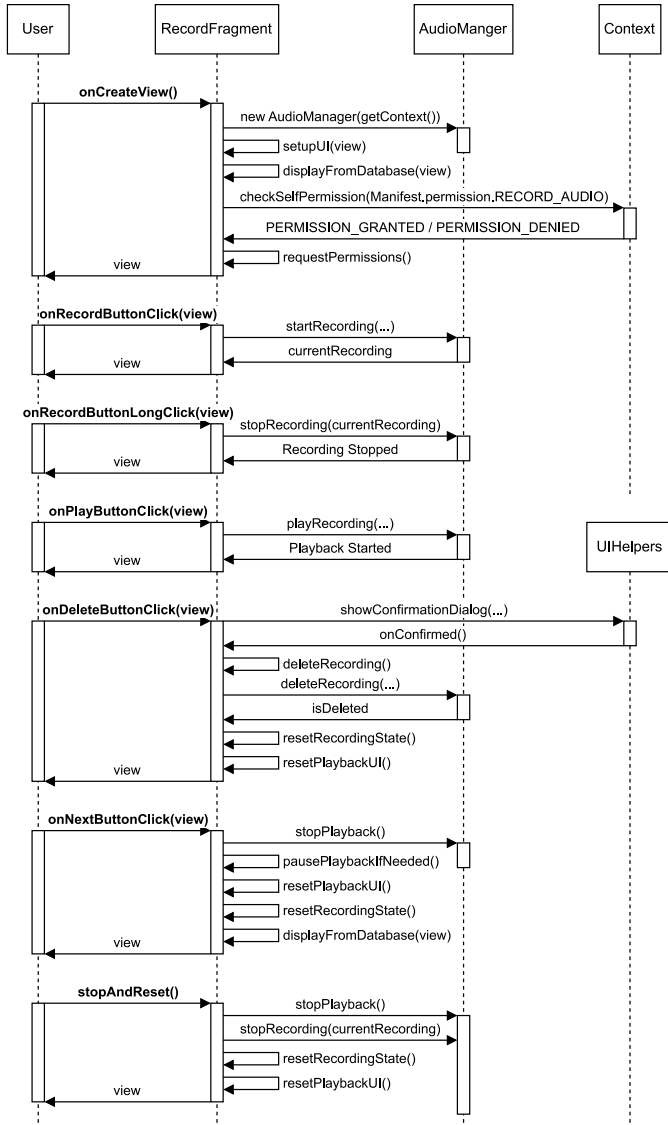 User RecordFragment AudioManger Context
onCreateView()
new AudioManager(getContext())
setupUI(view)
displayFromDatabase(view)
checkSelfPermission(Manifest.permission.RECORD_AUDIO)
PERMISSION_GRANTED / PERMISSION_DENIED
requestPermissions()
view
onRecordButtonClick(view)
startRecording(...)
currentRecording
view
onRecordButtonLongClick(view)
stopRecording(currentRecording)
Recording Stopped
view
onPlayButtonClick(view)
playRecording(...)
Playback Started
view
UIHelpers
onDeleteButtonClick(view)
showConfirmationDialog(...)
onConfirmed()
deleteRecording()
deleteRecording(...)
isDeleted
resetRecordingState()
resetPlaybackUI()
view
onNextButtonClick(view)
stopPlayback()
pausePlaybackIfNeeded()
resetPlaybackUI()
resetRecordingState()
displayFromDatabase(view)
view
stopAndReset()
stopPlayback()
stopRecording(currentRecording)
resetRecordingState()
resetPlaybackUI()
view